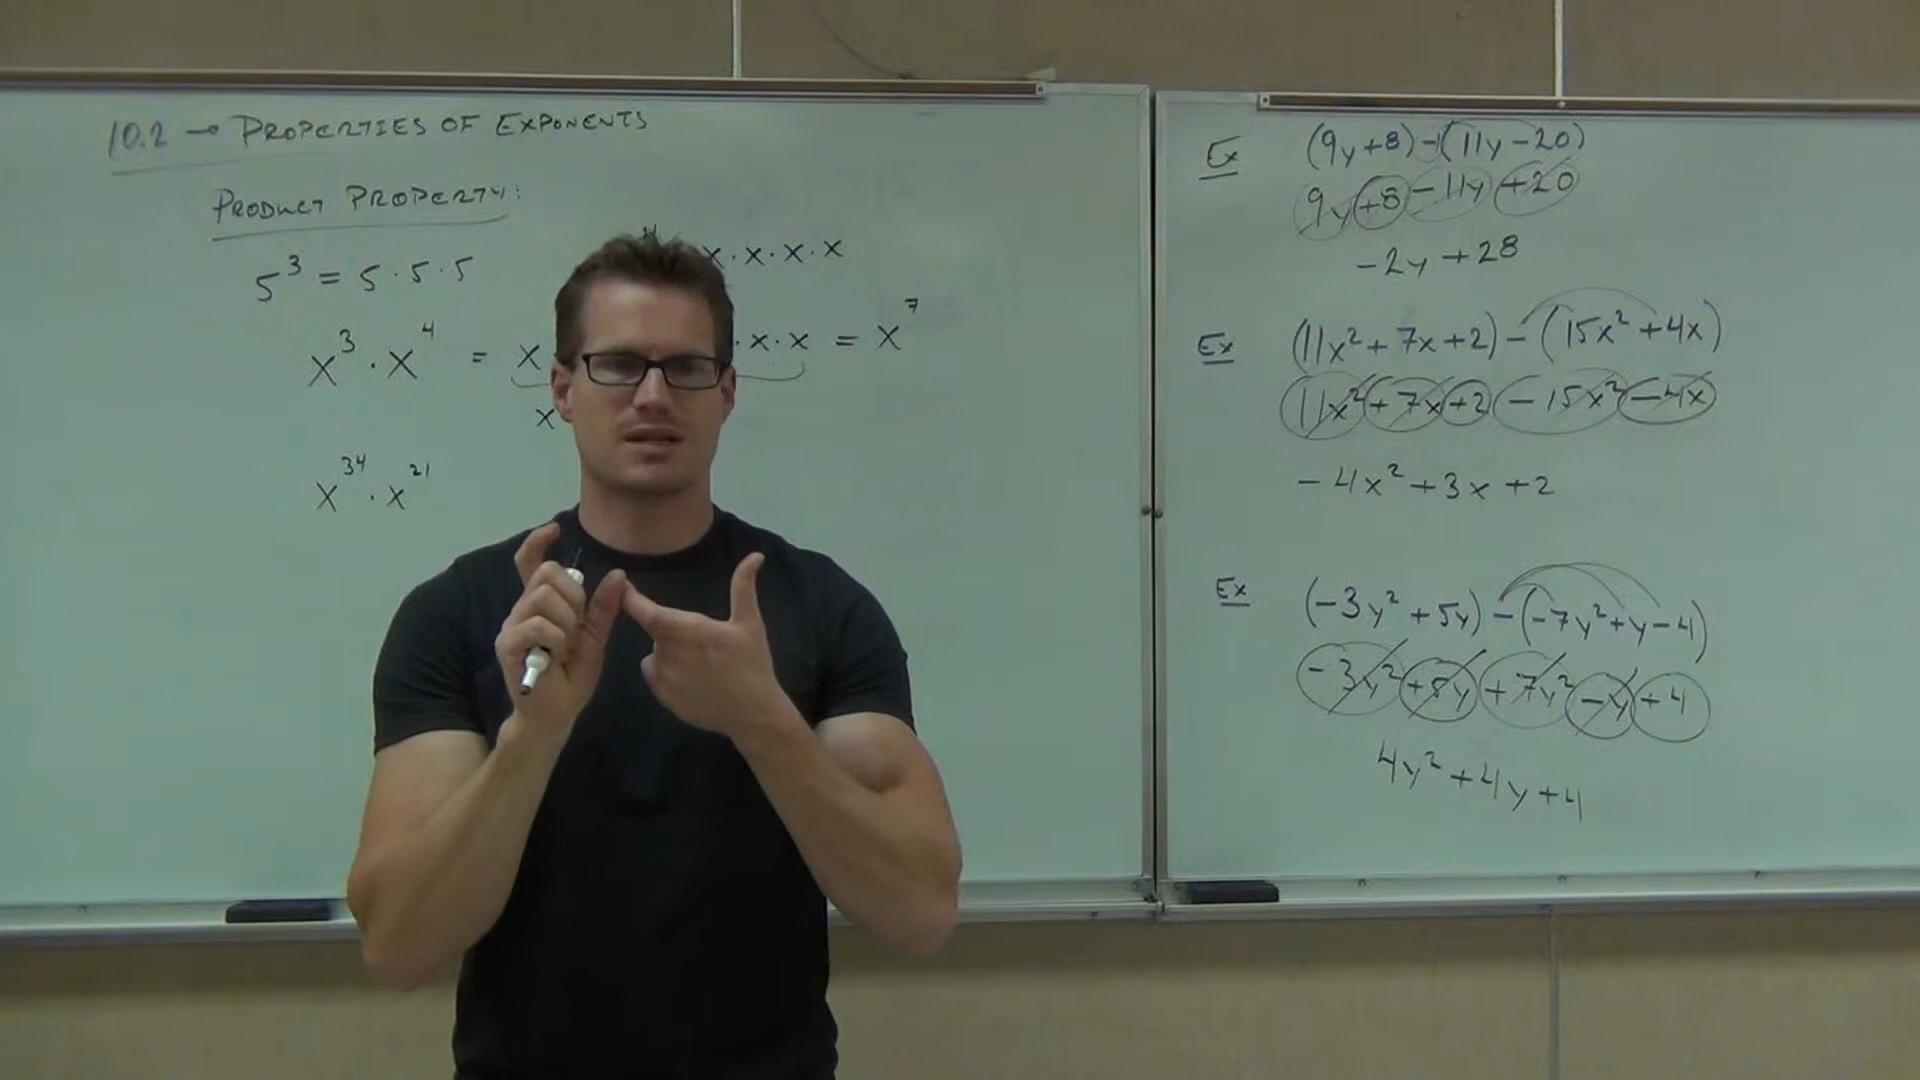 10.2 → PROPERTIES OF EXPONENTS
PRODUCT PROPERTY:
5³ = 5·5·5
x·x·x·x
x³·x⁴ = x ·x·x = x⁷
x
x³⁴·x²¹
Ex (9y+8)-1(11y-20)
9y+8-11y+20
-2y+28
Ex (11x²+7x+2)-(15x²+4x)
11x²+7x+2-15x²-4x
-4x²+3x+2
Ex (-3y²+5y)-(-7y²+y-4)
-3y²+5y+7y²-y+4
4y²+4y+4